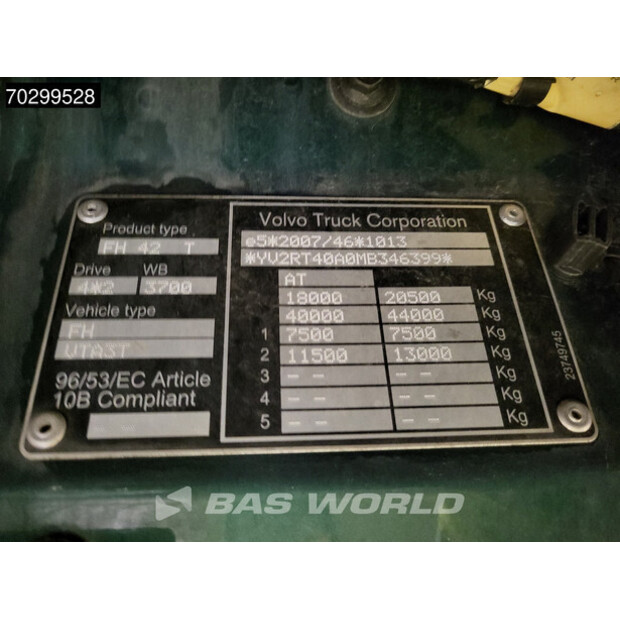 70299528
Product type
FH 42 T
Drive WB
4*2 3700
Vehicle type
FH
VTA3T
96/53/EC Article
10B Compliant
Volvo Truck Corporation
e5*2007/46*1013
*YV2RT40A0MB346399*
AT
18000 20500 Kg
40000 44000 Kg
1 7500 7500 Kg
2 11500 13000 Kg
3 -- -- Kg
4 -- -- Kg
5 -- -- Kg
23749745
BAS WORLD